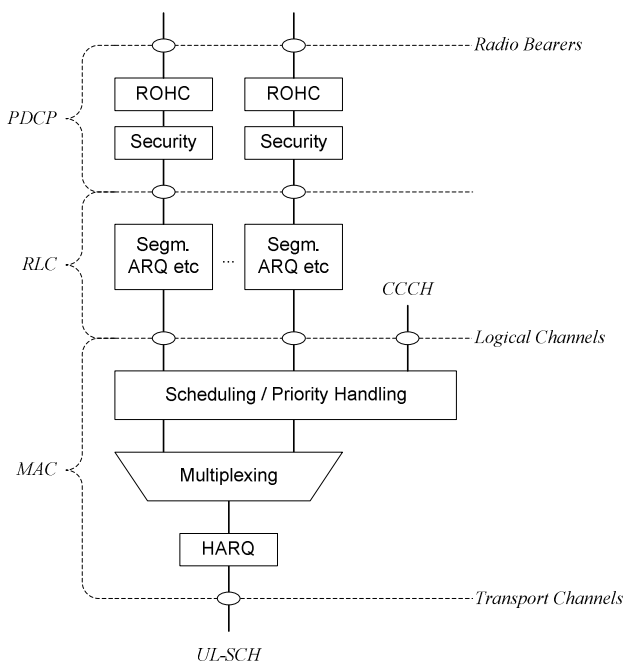 Radio Bearers
ROHC
ROHC
PDCP
Security
Security
Segm.
ARQ etc
...
Segm.
ARQ etc
RLC
CCCH
Logical Channels
Scheduling / Priority Handling
MAC
Multiplexing
HARQ
Transport Channels
UL-SCH